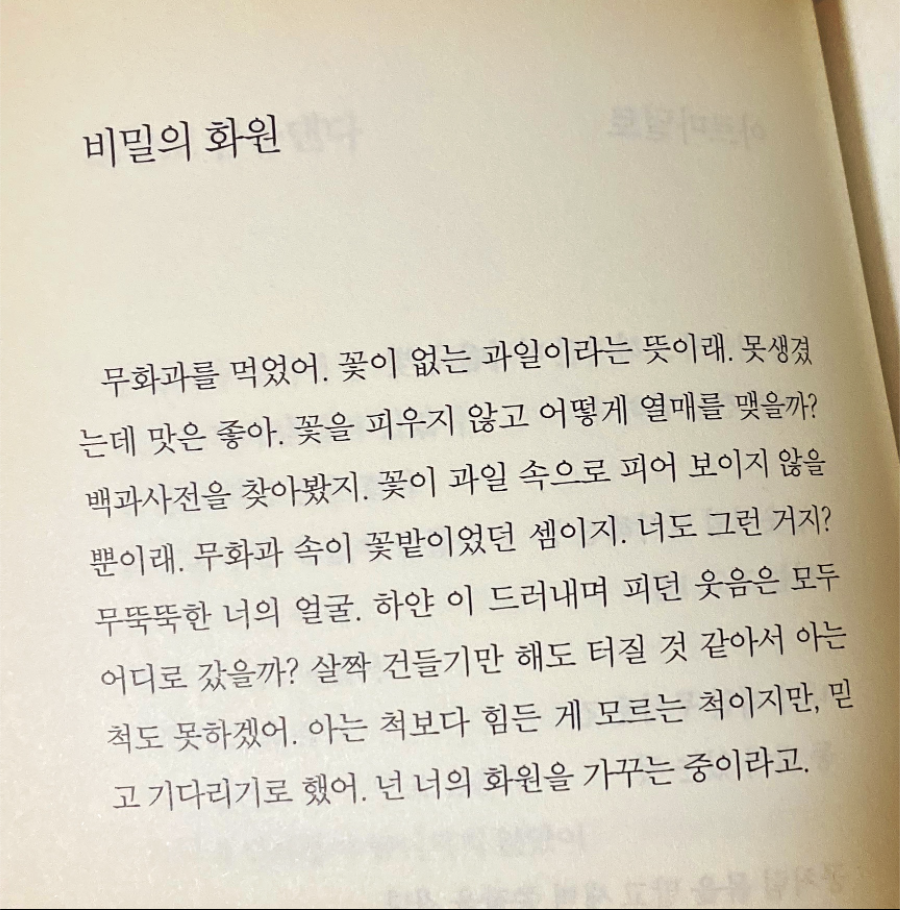 비밀의 화원
무화과를 먹었어. 꽃이 없는 과일이라는 뜻이래. 못생겼
는데 맛은 좋아. 꽃을 피우지 않고 어떻게 열매를 맺을까?
백과사전을 찾아봤지. 꽃이 과일 속으로 피어 보이지 않을
뿐이래. 무화과 속이 꽃밭이었던 셈이지. 너도 그런 거지?
무뚝뚝한 너의 얼굴. 하얀 이 드러내며 피던 웃음은 모두
어디로 갔을까? 살짝 건들기만 해도 터질 것 같아서 아는
척도 못하겠어. 아는 척보다 힘든 게 모르는 척이지만, 믿
고 기다리기로 했어. 넌 너의 화원을 가꾸는 중이라고.